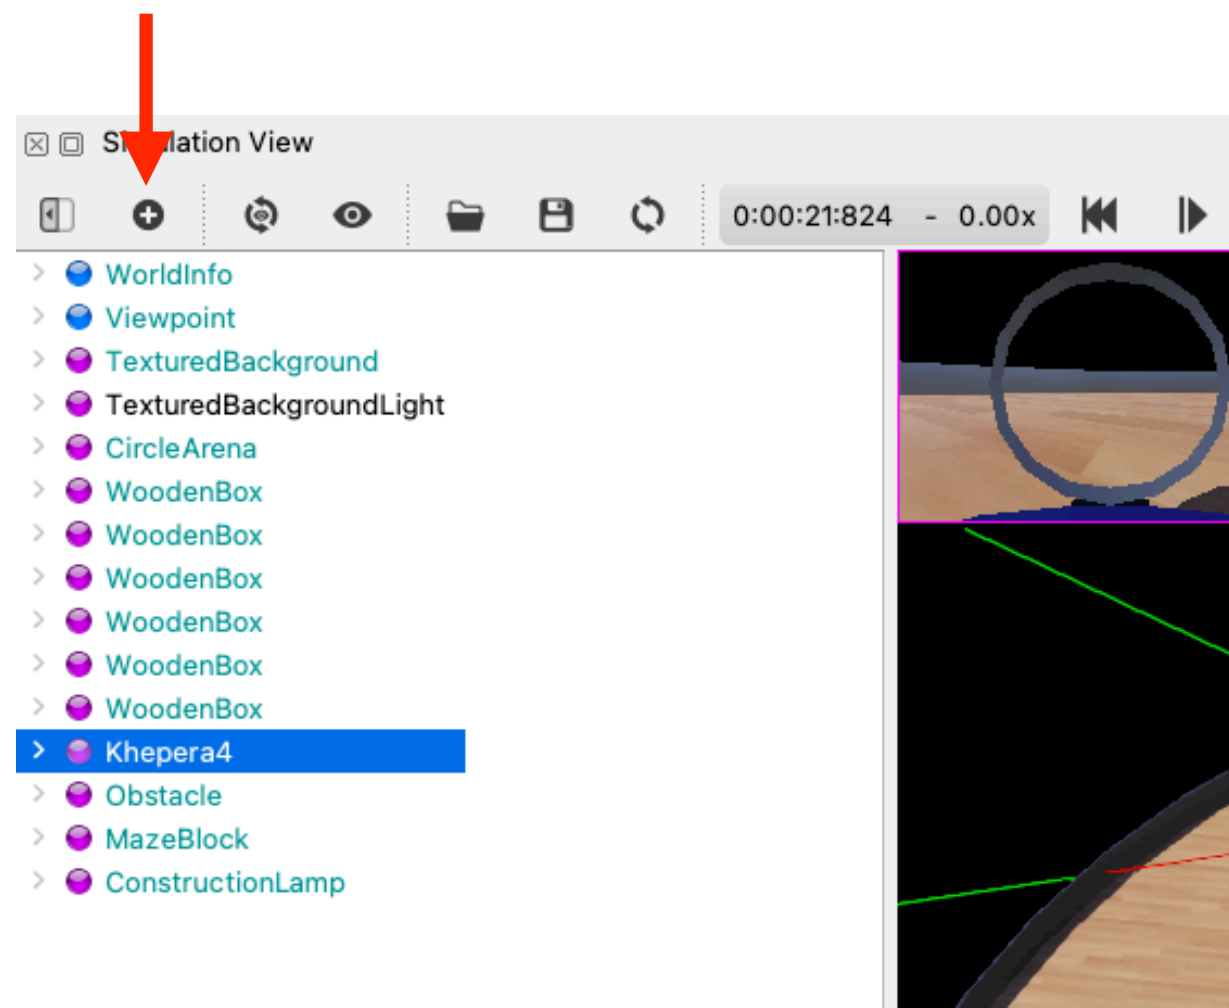 View
0:00:21:824 - 0.00x
WorldInfo
Viewpoint
TexturedBackground
TexturedBackgroundLight
CircleArena
WoodenBox
WoodenBox
WoodenBox
WoodenBox
WoodenBox
WoodenBox
Khepera4
Obstacle
MazeBlock
ConstructionLamp